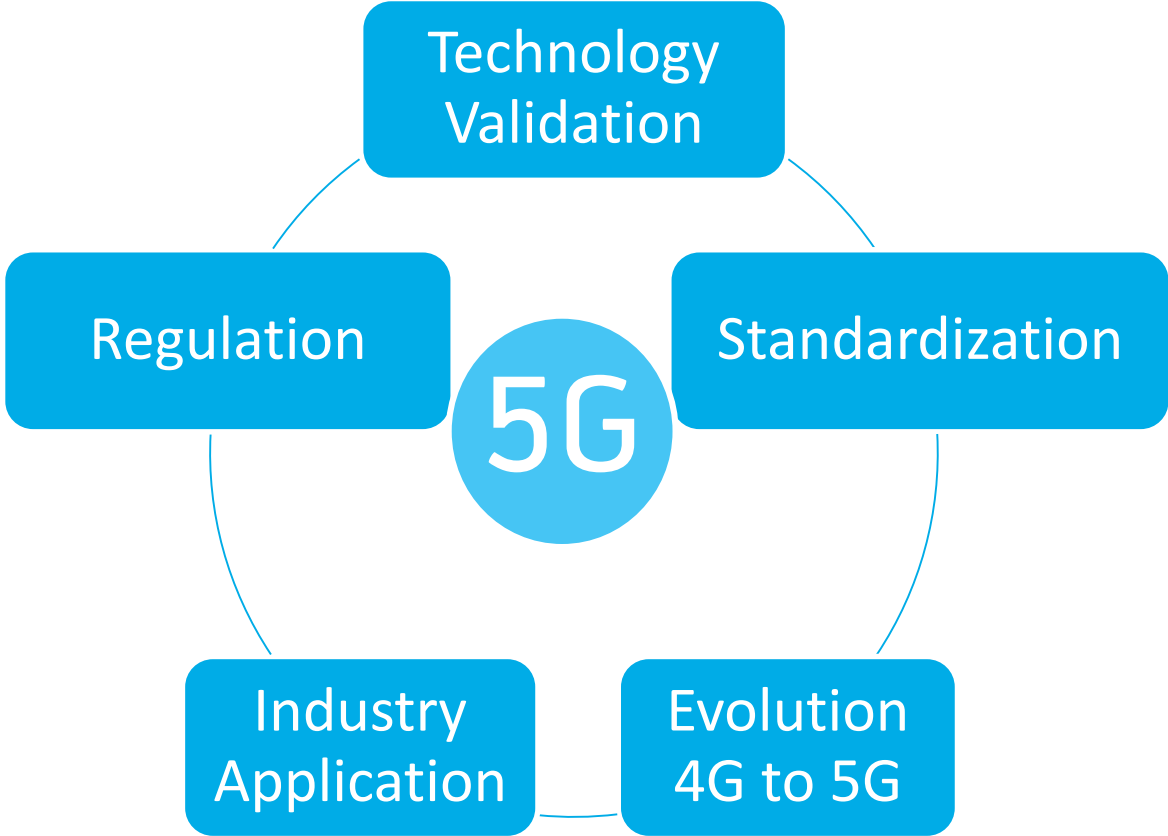 Technology
Validation
Regulation
Standardization
5G
Industry
Application
Evolution
4G to 5G